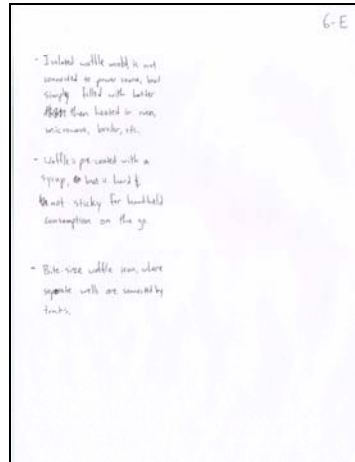 6-E
- Isolated waffle mold, is not
connected to power source, but
simply filled with batter
then heated in oven,
microwave, broiler, etc.
- Waffles pre-coated with a
syrup, but is hard &
not sticky for handheld
consumption on the go.
- Bite-size waffle iron, where
separate wells are connected by